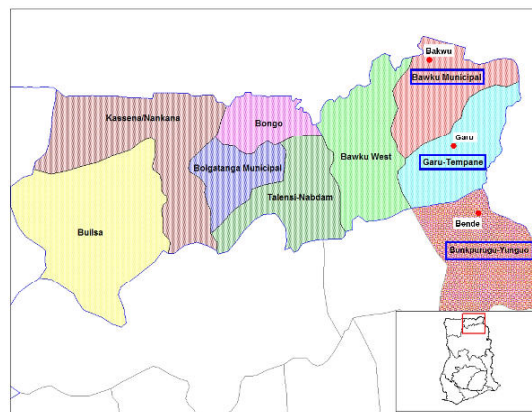 Bakwu
Bawku Municipal
Kassena/Nankana
Bongo
Garu
Bawku West
Bolgatanga Municipal
Garu-Tempane
Talensi-Nabdam
Bende
Builsa
Bunkpurugu-Yunguo